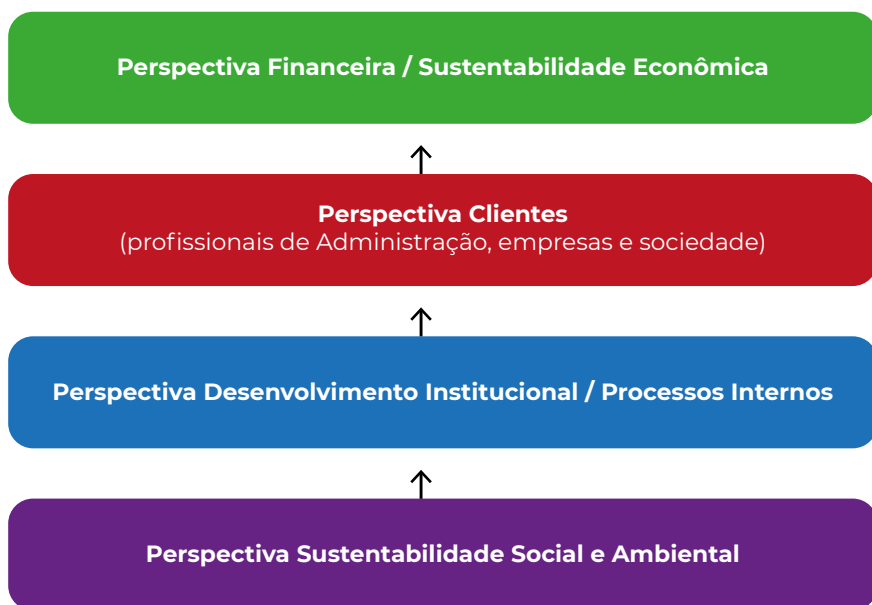 Perspectiva Financeira / Sustentabilidade Econômica
Perspectiva Clientes
(profissionais de Administração, empresas e sociedade)
Perspectiva Desenvolvimento Institucional / Processos Internos
Perspectiva Sustentabilidade Social e Ambiental